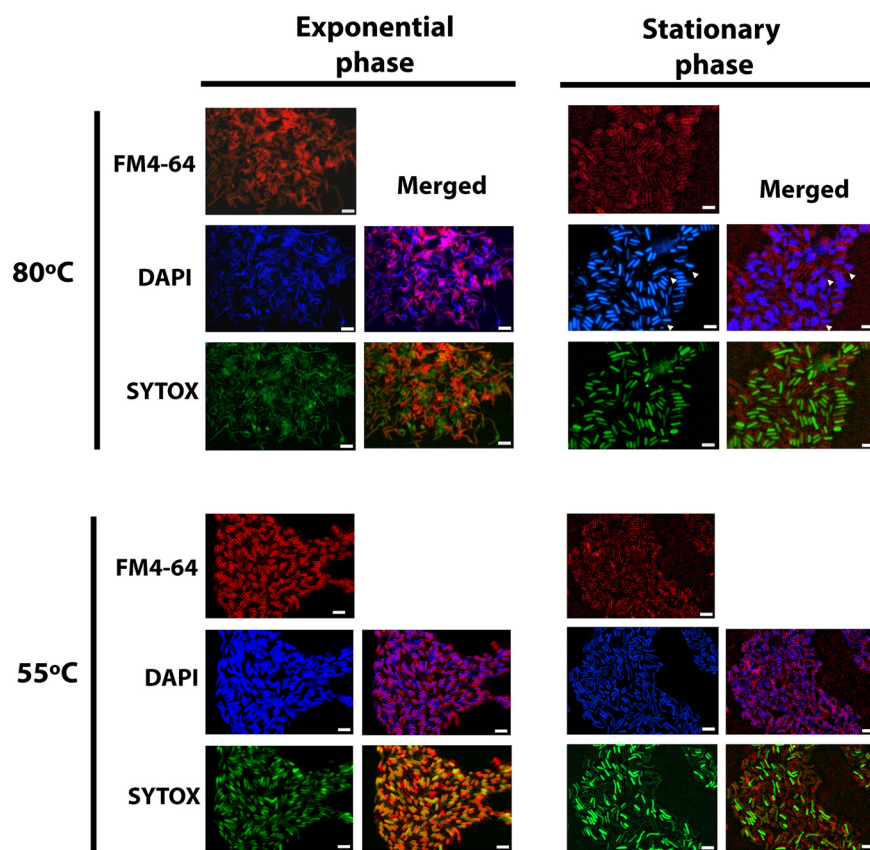 Exponential
phase
Stationary
phase
80ºC
FM4-64
Merged
Merged
DAPI
SYTOX
55ºC
FM4-64
DAPI
SYTOX